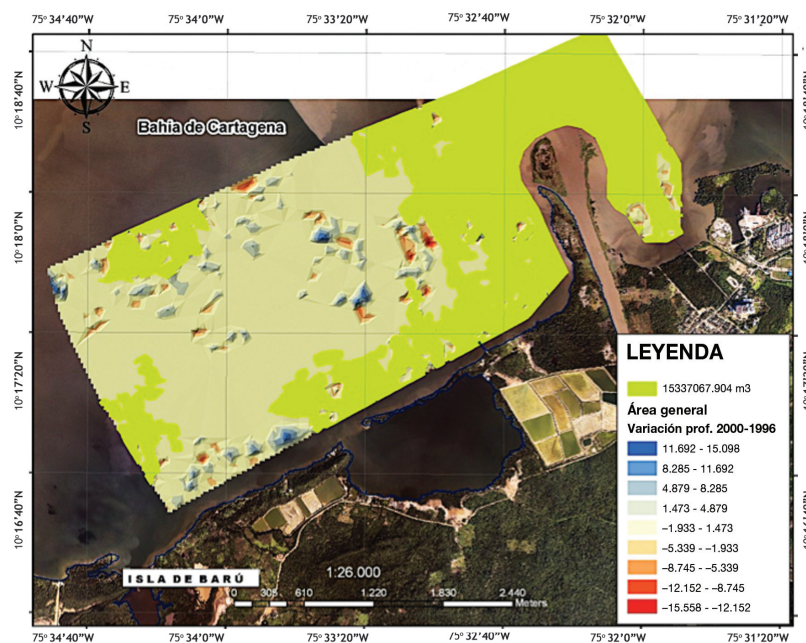 75° 34'40"W 75° 34'0"W 75° 33'20"W 75° 32'40"W 75° 32'0"W 75° 31'20"W
N
W E
S
10°18'40"N
10°18'0"N
10°17'20"N
10°16'40"N
Bahia de Cartagena
LEYENDA
15337067.904 m3
Área general
Variación prof. 2000-1996
11.692 - 15.098
8.285 - 11.692
4.879 - 8.285
1.473 - 4.879
–1.933 - 1.473
–5.339 - –1.933
–8.745 - –5.339
–12.152 - –8.745
–15.558 - –12.152
ISLA DE BARÚ
1:26.000
0 305 610 1.220 1.830 2.440
Meters
75° 34'40"W 75° 34'0"W 75° 33'20"W 75° 32'40"W 75° 32'0"W 75° 31'20"W